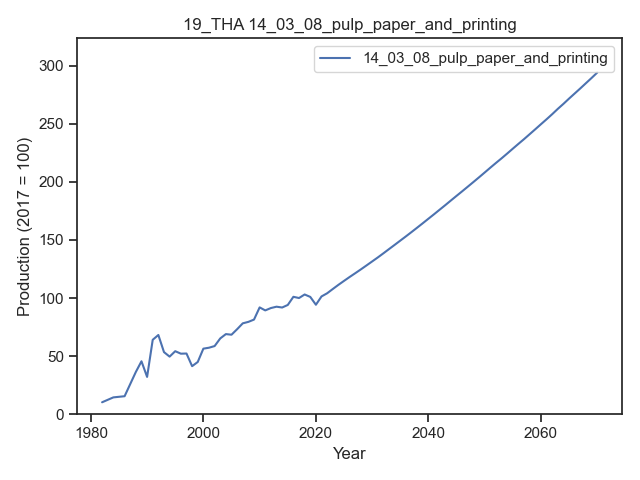 19_THA 14_03_08_pulp_paper_and_printing
14_03_08_pulp_paper_and_printing
Production (2017 = 100)
300
250
200
150
100
50
0
1980 2000 2020 2040 2060
Year